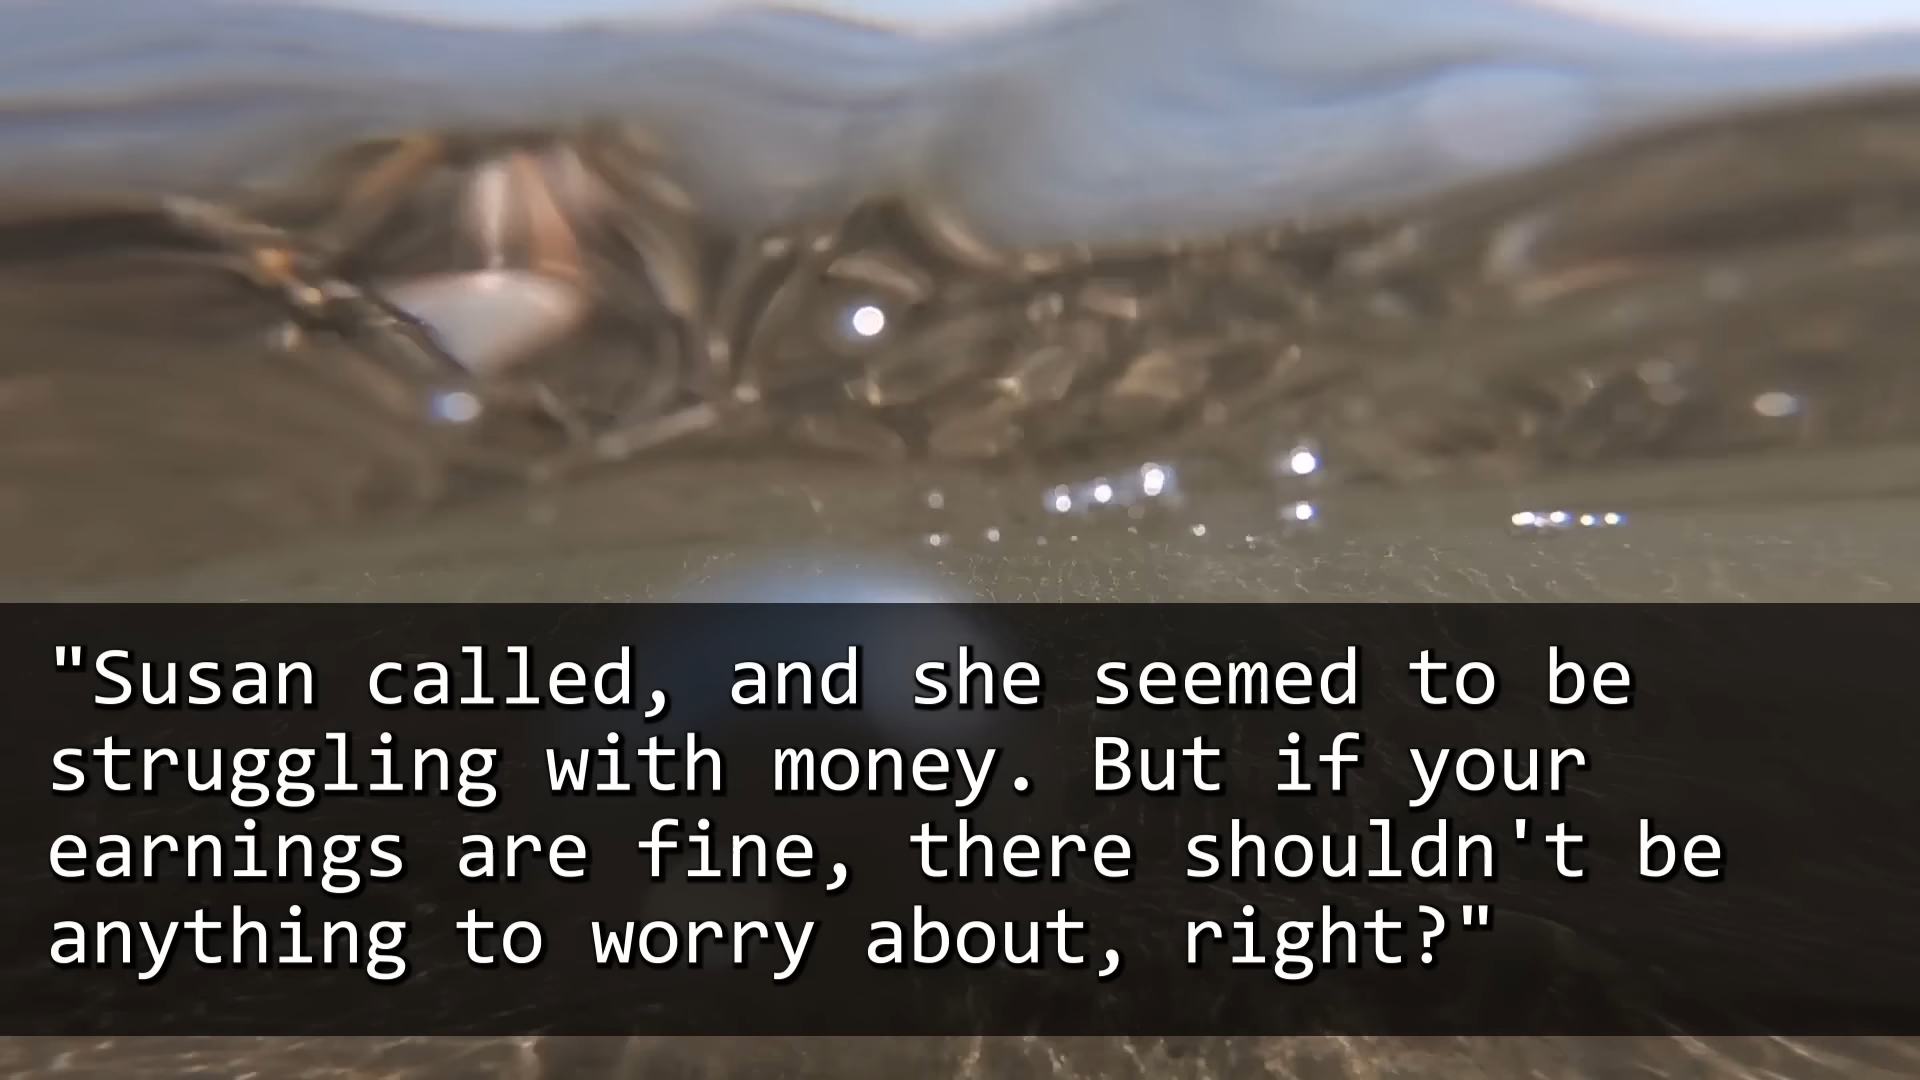 "Susan called, and she seemed to be
struggling with money. But if your
earnings are fine, there shouldn't be
anything to worry about, right?"